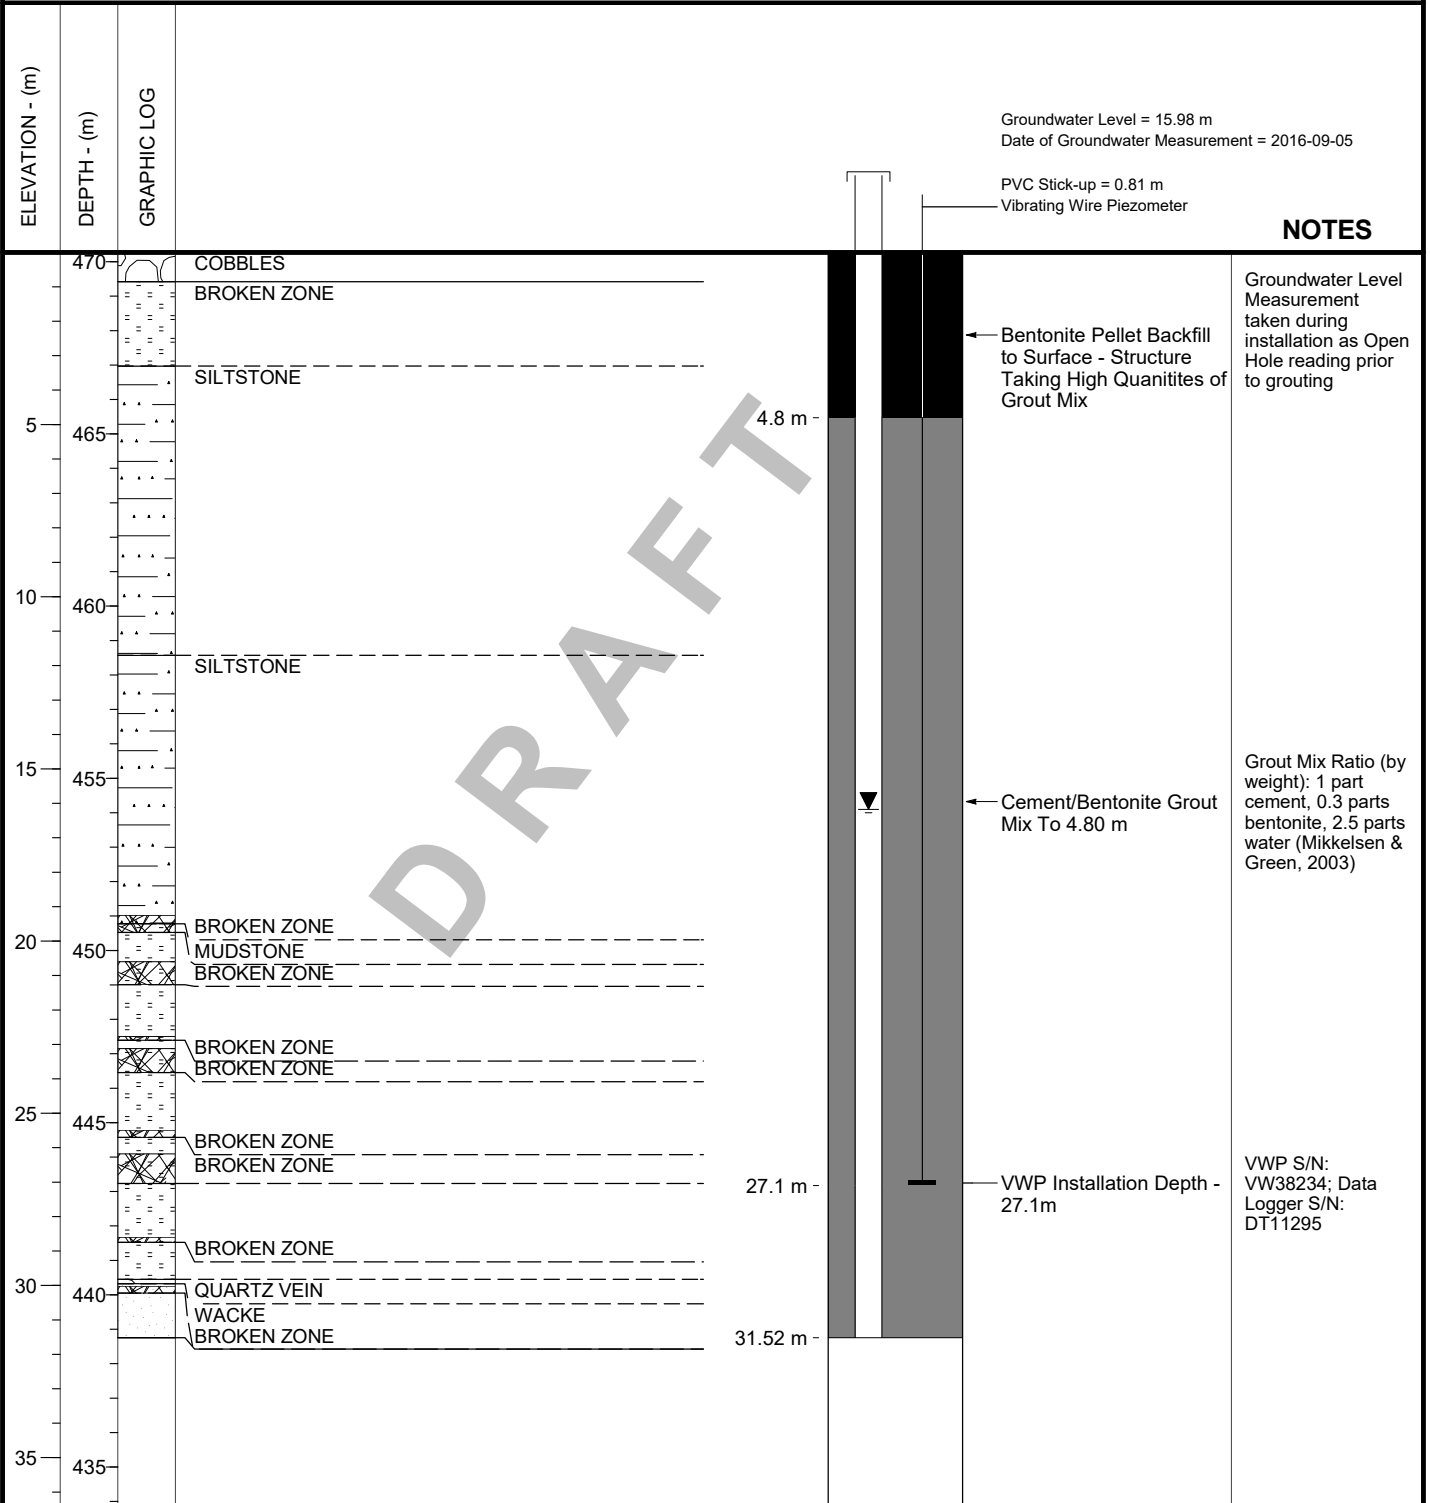 ELEVATION - (m)
DEPTH - (m)
GRAPHIC LOG
Groundwater Level = 15.98 m
Date of Groundwater Measurement = 2016-09-05
PVC Stick-up = 0.81 m
Vibrating Wire Piezometer
NOTES
470
COBBLES
BROKEN ZONE
SILTSTONE
5
465
10
460
SILTSTONE
15
455
BROKEN ZONE
20
450
MUDSTONE
BROKEN ZONE
BROKEN ZONE
BROKEN ZONE
25
445
BROKEN ZONE
BROKEN ZONE
BROKEN ZONE
30
440
QUARTZ VEIN
WACKE
BROKEN ZONE
35
435
DRAFT
4.8 m
27.1 m
31.52 m
Bentonite Pellet Backfill
to Surface - Structure
Taking High Quanitites of
Grout Mix
Cement/Bentonite Grout
Mix To 4.80 m
VWP Installation Depth -
27.1m
Groundwater Level
Measurement
taken during
installation as Open
Hole reading prior
to grouting
Grout Mix Ratio (by
weight): 1 part
cement, 0.3 parts
bentonite, 2.5 parts
water (Mikkelsen &
Green, 2003)
VWP S/N:
VW38234; Data
Logger S/N:
DT11295